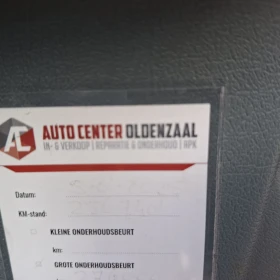 AC
AUTO CENTER OLDENZAAL
IN- & VERKOOP | REPARATIE & ONDERHOUD | APK
Datum:
KM-stand:
KLEINE ONDERHOUDSBEURT
km:
GROTE ONDERHOUDSBEURT